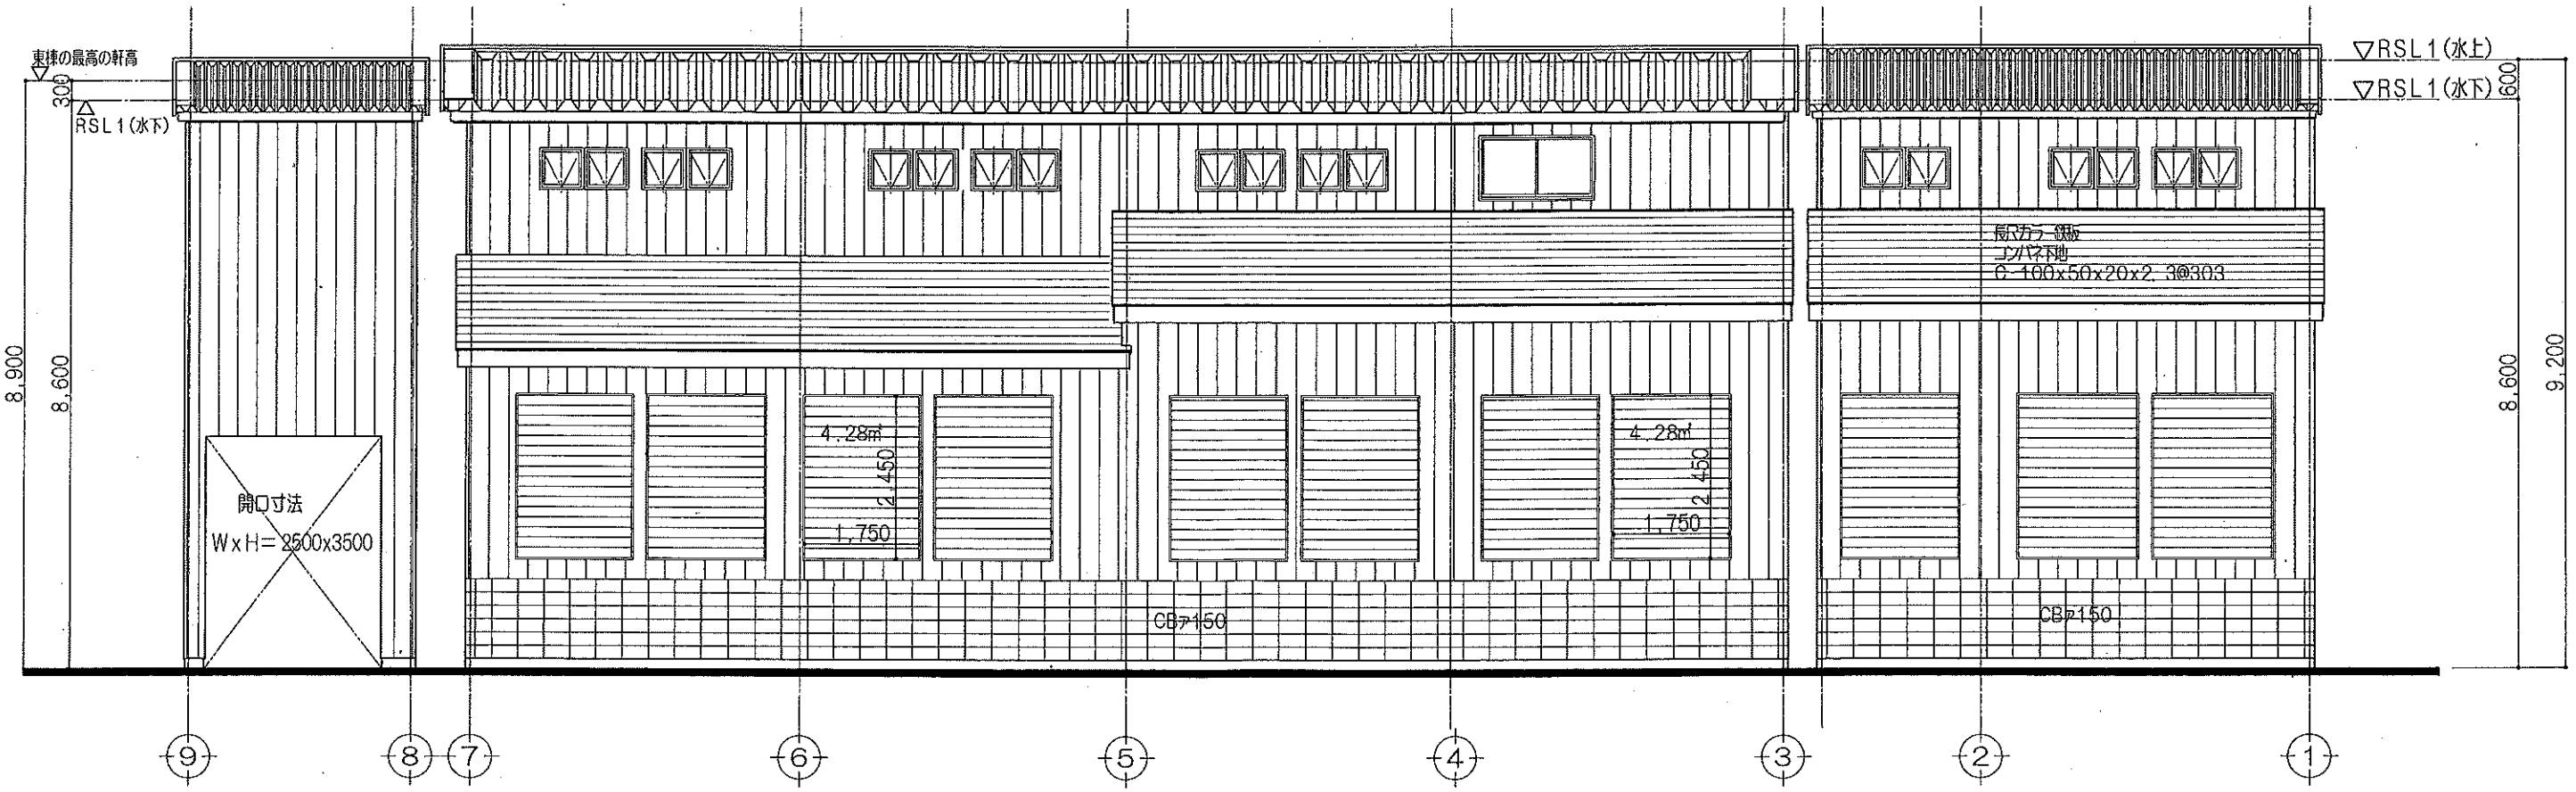 東棟の最高の軒高
300
RSL1(水下)
8,900
8,600
開口寸法
WxH=2500x3500
4.28㎡
2,450
1,750
4.28㎡
2,450
1,750
CBア150
CBア150
長尺カラー鉄板
コンパネ下地
C-100x50x20x2.3@303
RSL1(水上)
600
RSL1(水下)
8,600
9,200
9
8
7
6
5
4
3
2
1